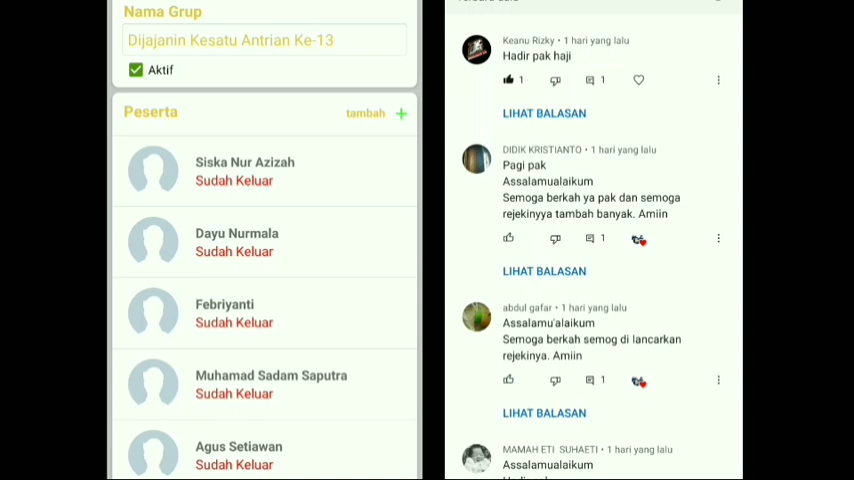 Nama Grup
Dijajanin Kesatu Antrian Ke-13
Aktif
Peserta
tambah +
Siska Nur Azizah
Sudah Keluar
Dayu Nurmala
Sudah Keluar
Febriyanti
Sudah Keluar
Muhamad Sadam Saputra
Sudah Keluar
Agus Setiawan
Sudah Keluar
Keanu Rizky • 1 hari yang lalu
Hadir pak haji
1 1
LIHAT BALASAN
DIDIK KRISTIANTO • 1 hari yang lalu
Pagi pak
Assalamualaikum
Semoga berkah ya pak dan semoga
rejekinyya tambah banyak. Amiin
1
LIHAT BALASAN
abdul gafar • 1 hari yang lalu
Assalamu'alaikum
Semoga berkah semog di lancarkan
rejekinya. Amiin
1
LIHAT BALASAN
MAMAH ETI SUHAETI • 1 hari yang lalu
Assalamualaikum